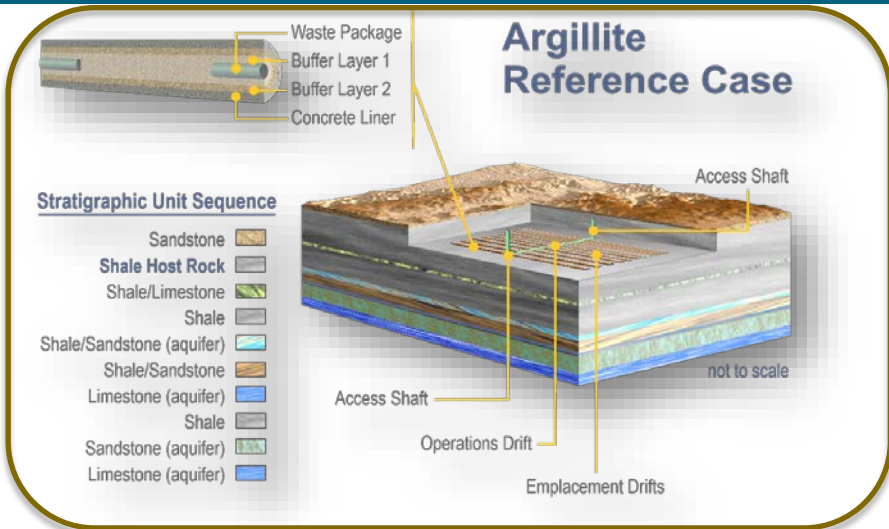 Waste Package
Buffer Layer 1
Buffer Layer 2
Concrete Liner
Argillite
Reference Case
Access Shaft
Stratigraphic Unit Sequence
Sandstone
Shale Host Rock
Shale/Limestone
Shale
Shale/Sandstone (aquifer)
Shale/Sandstone
Limestone (aquifer)
Shale
Sandstone (aquifer)
Limestone (aquifer)
not to scale
Access Shaft
Operations Drift
Emplacement Drifts